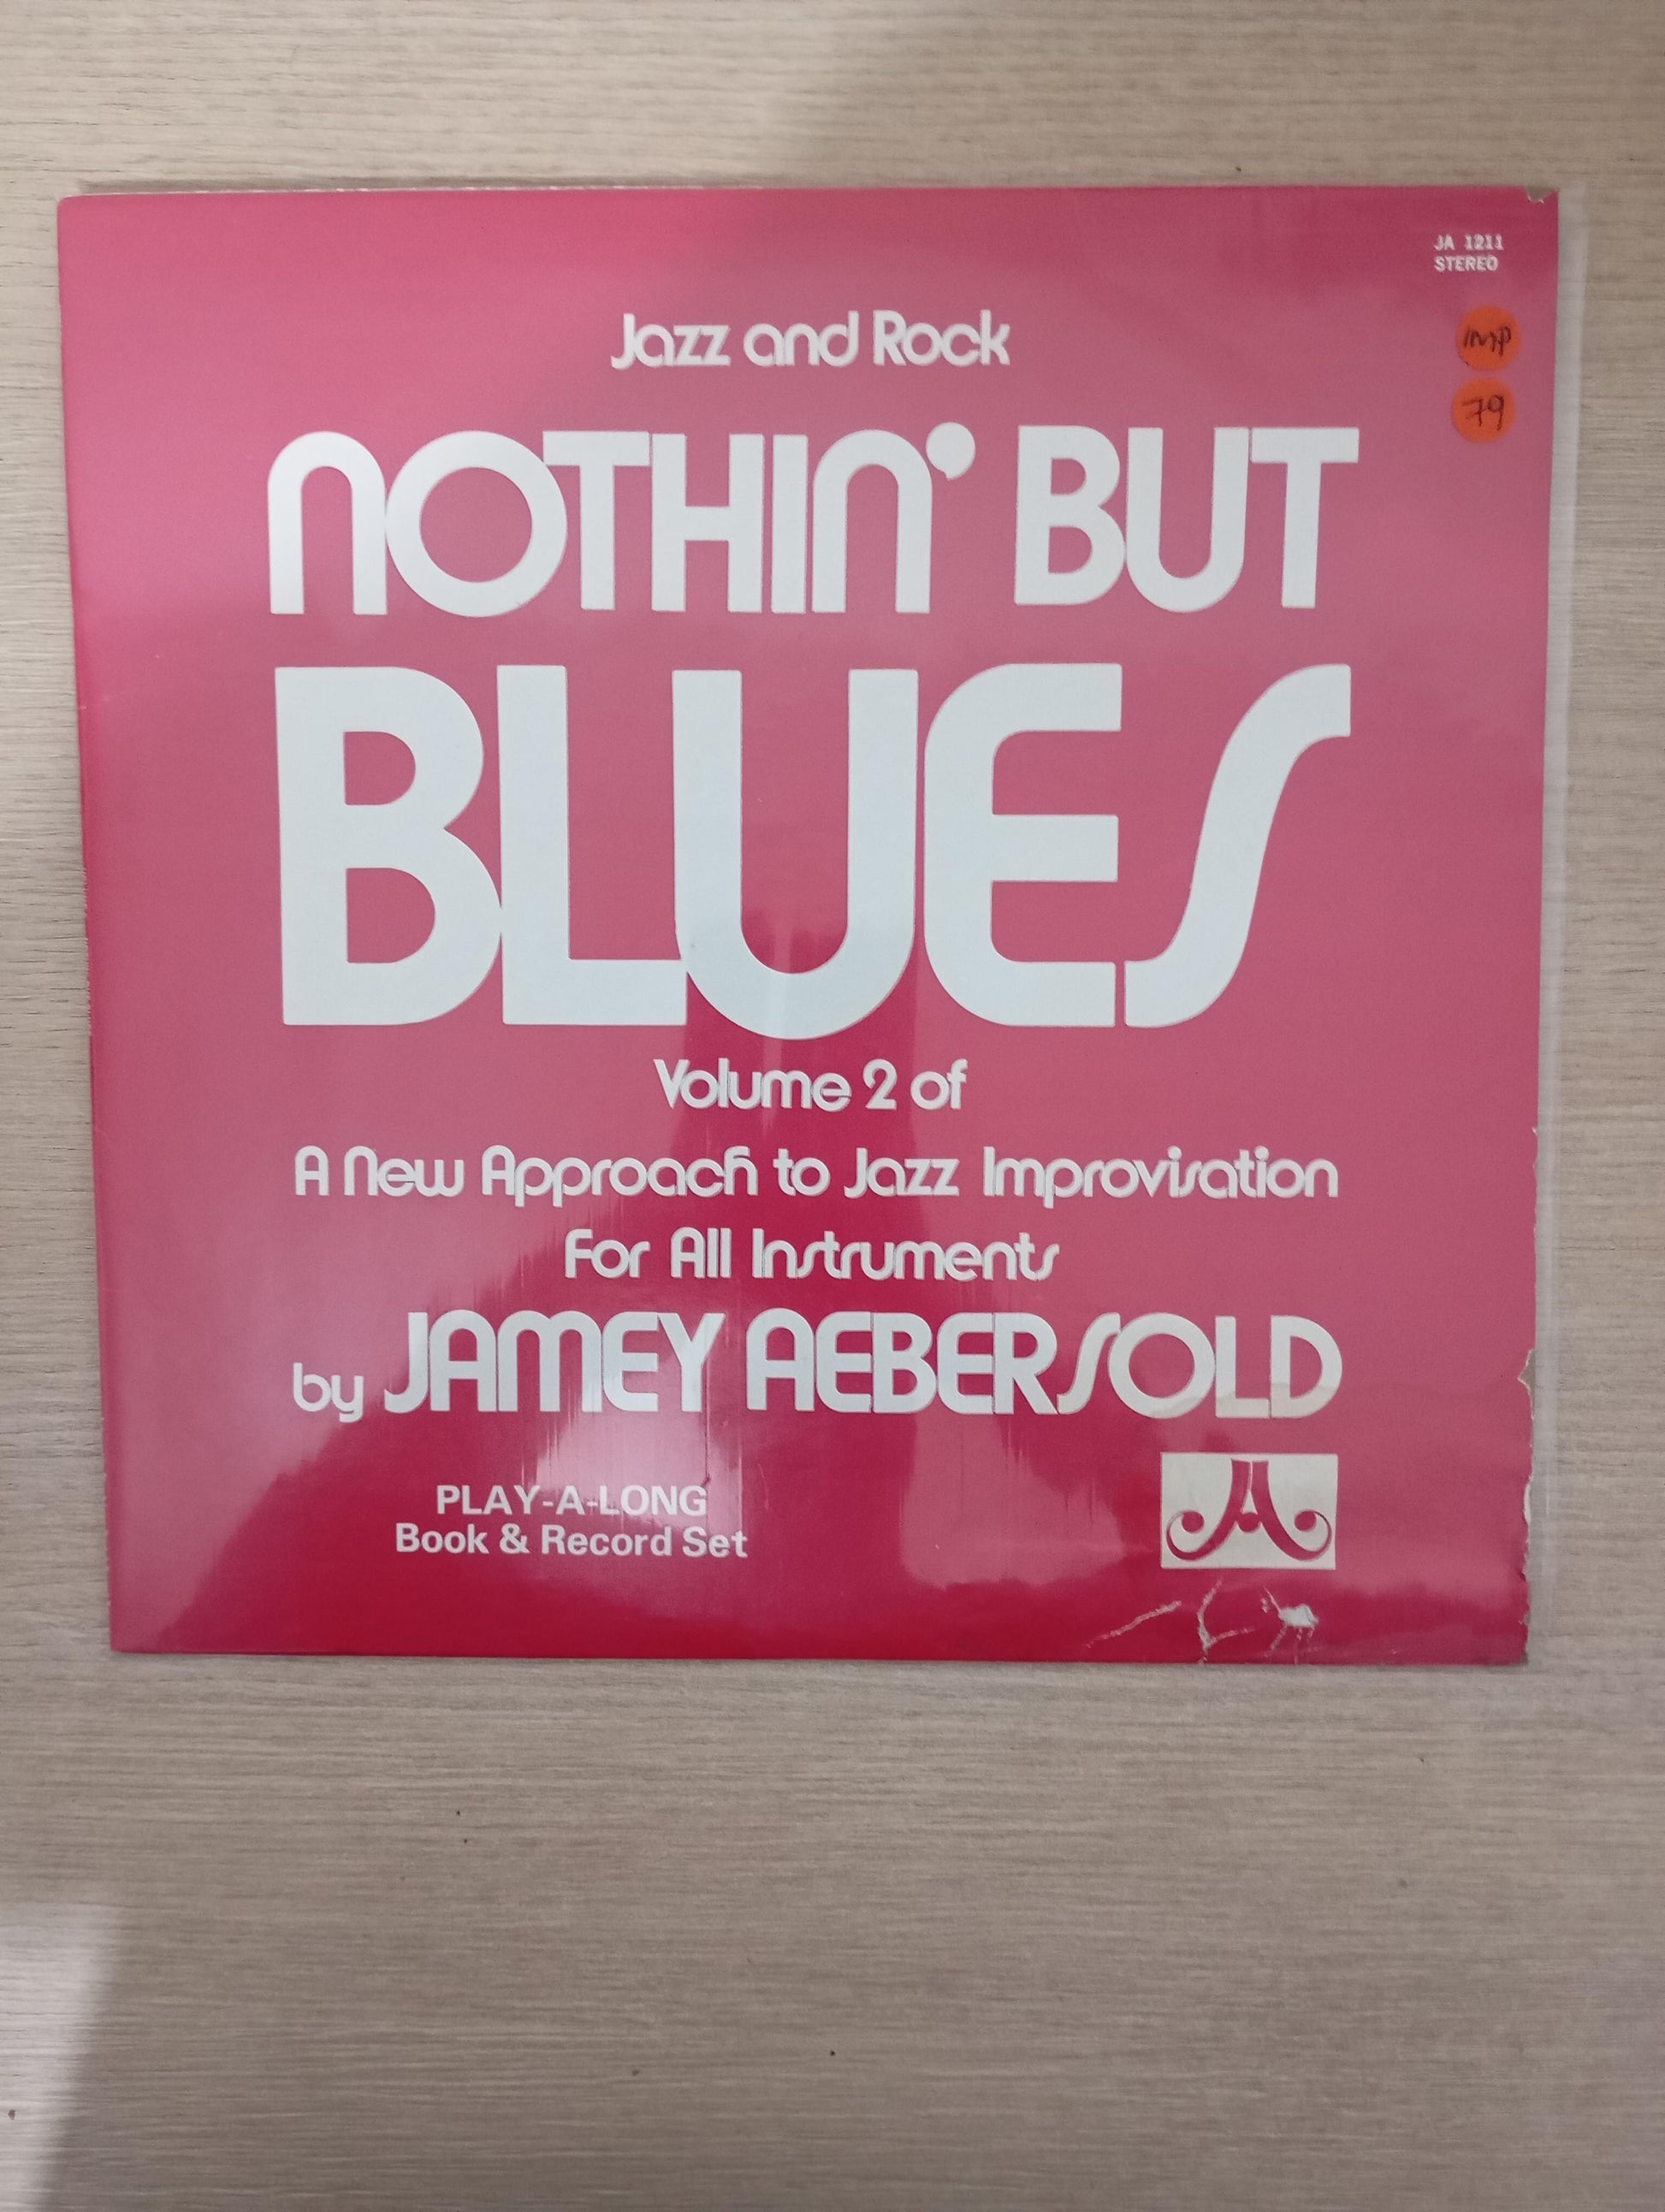 JA 1211
STEREO
IMP
79
Jazz and Rock
NOTHIN' BUT
BLUES
Volume 2 of
A New Approach to Jazz Improvisation
For All Instruments
by JAMEY AEBERSOLD
PLAY-A-LONG
Book & Record Set
A